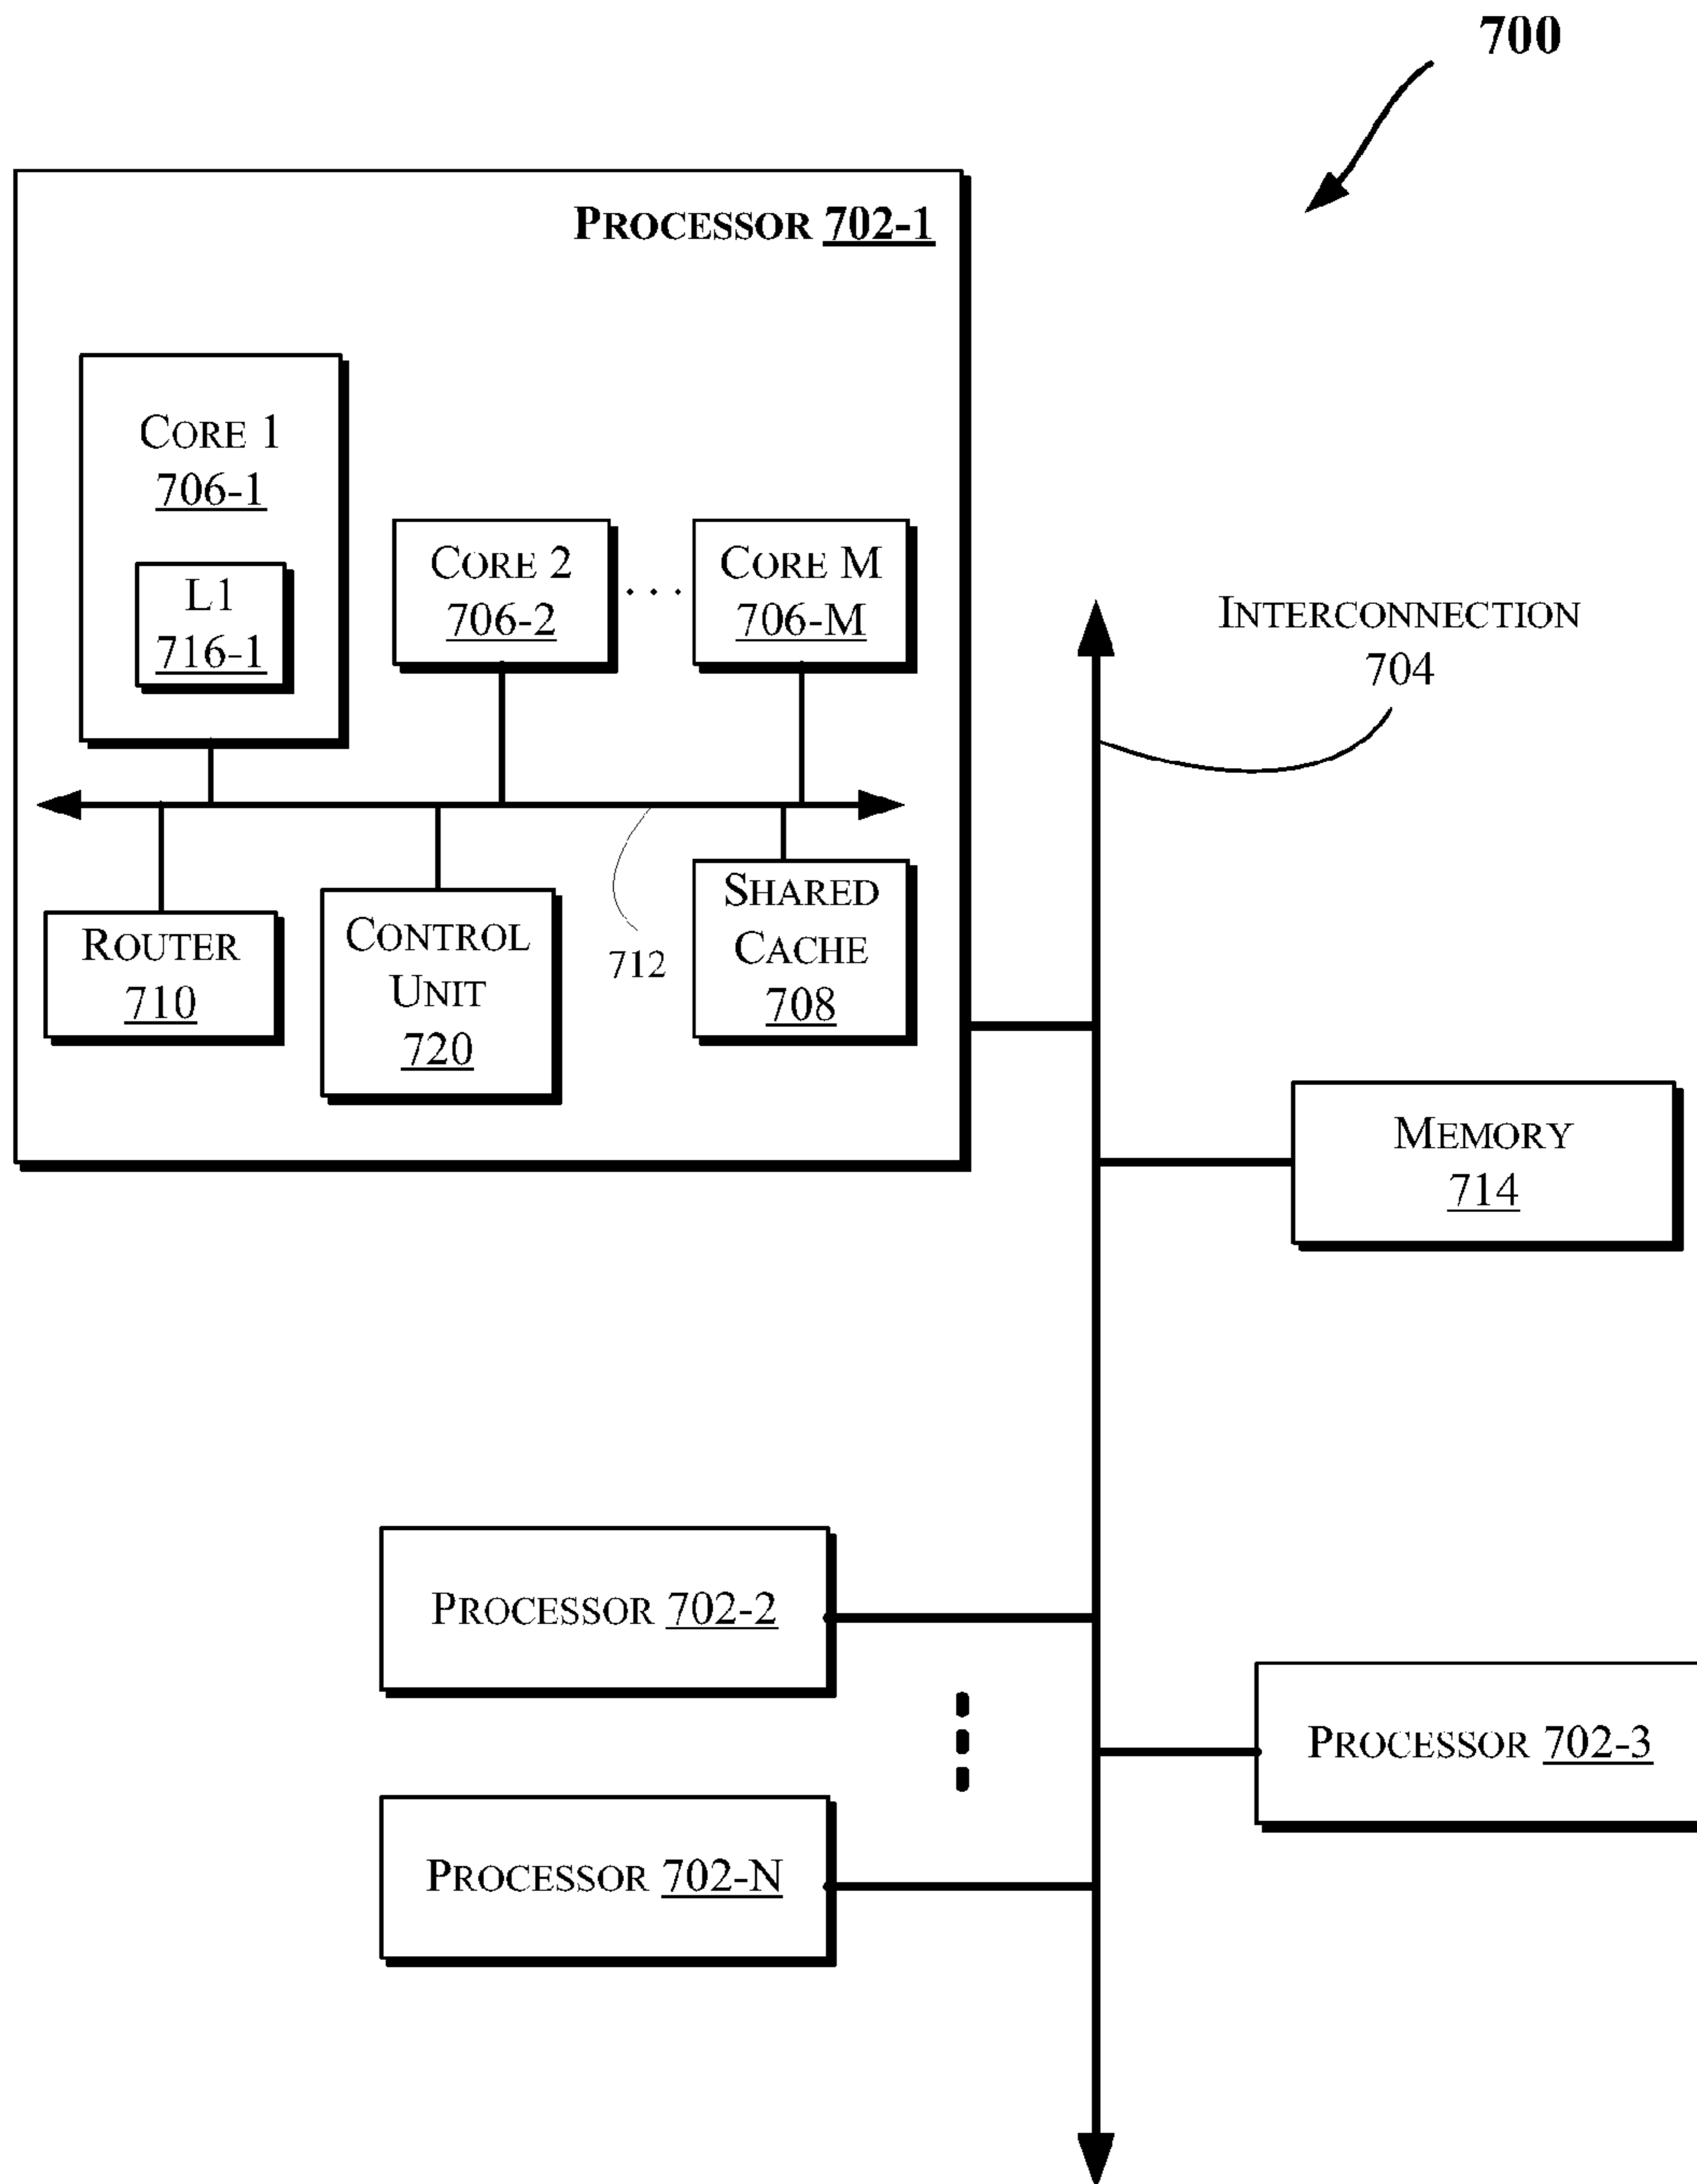 700
PROCESSOR 702-1
CORE 1
706-1
L1
716-1
CORE 2
706-2
. . .
CORE M
706-M
INTERCONNECTION
704
ROUTER
710
CONTROL
UNIT
720
712
SHARED
CACHE
708
MEMORY
714
PROCESSOR 702-2
PROCESSOR 702-3
PROCESSOR 702-N